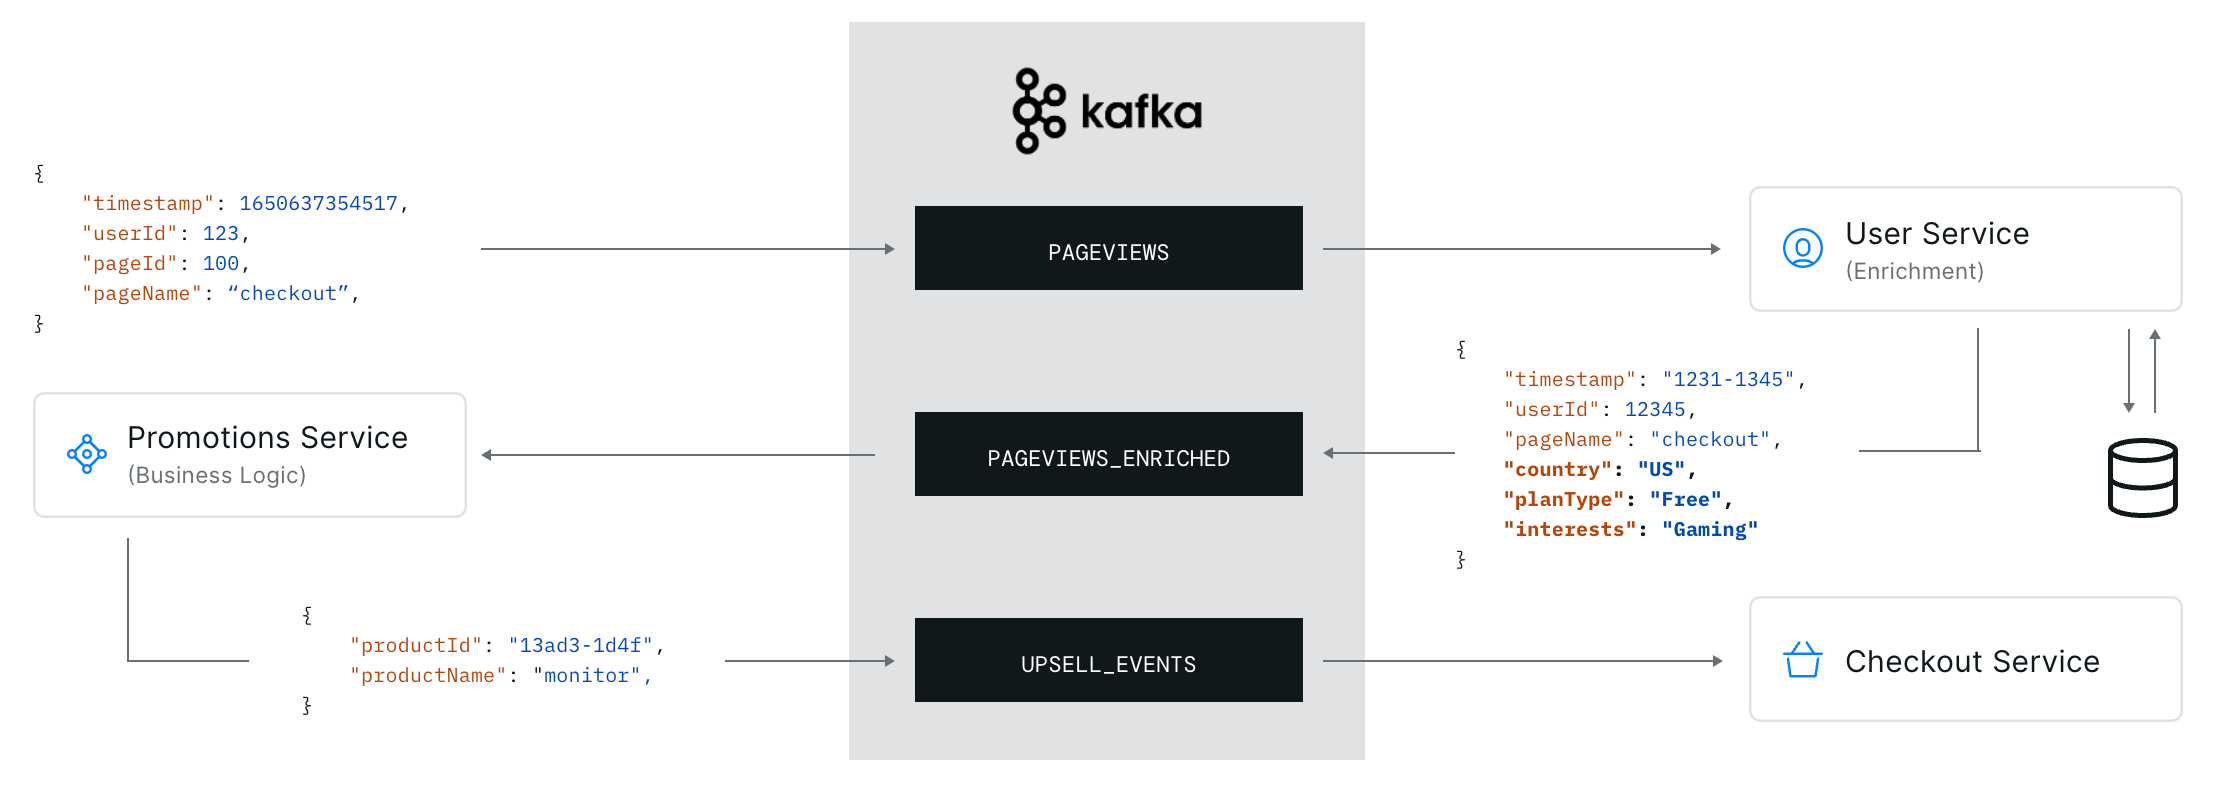 kafka
{
"timestamp": 1650637354517,
"userId": 123,
"pageId": 100,
"pageName": “checkout”,
}
PAGEVIEWS
User Service
(Enrichment)
{
"timestamp": "1231-1345",
"userId": 12345,
"pageName": "checkout",
"country": "US",
"planType": "Free",
"interests": "Gaming"
}
PAGEVIEWS_ENRICHED
Promotions Service
(Business Logic)
{
"productId": "13ad3-1d4f",
"productName": "monitor",
}
UPSELL_EVENTS
Checkout Service